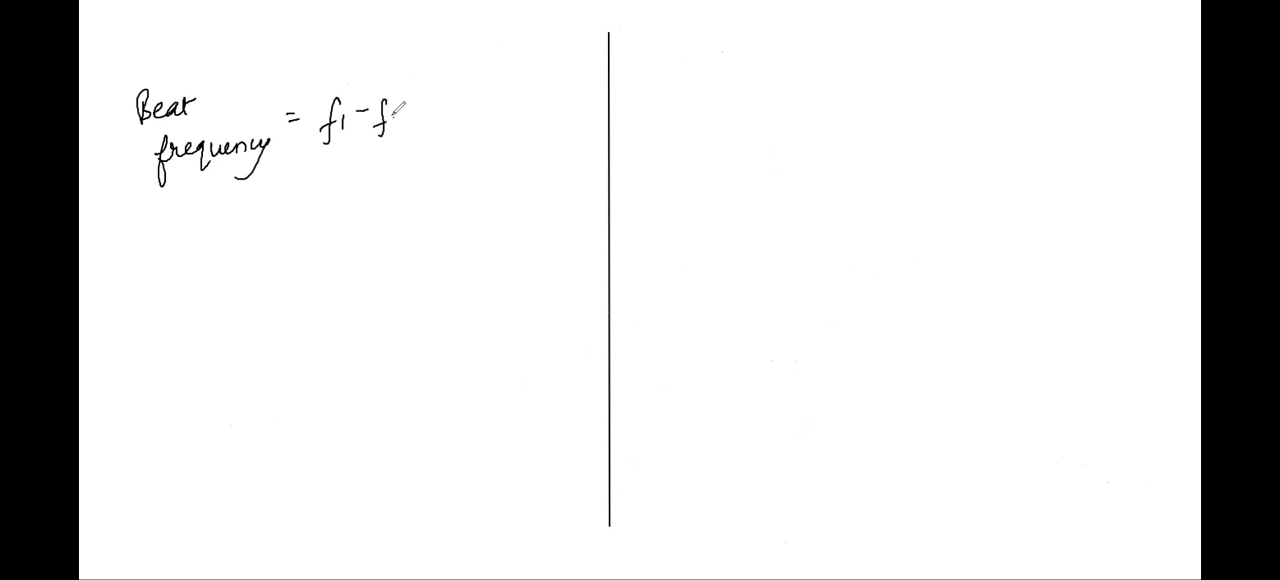 Beat
frequency = f₁ - f